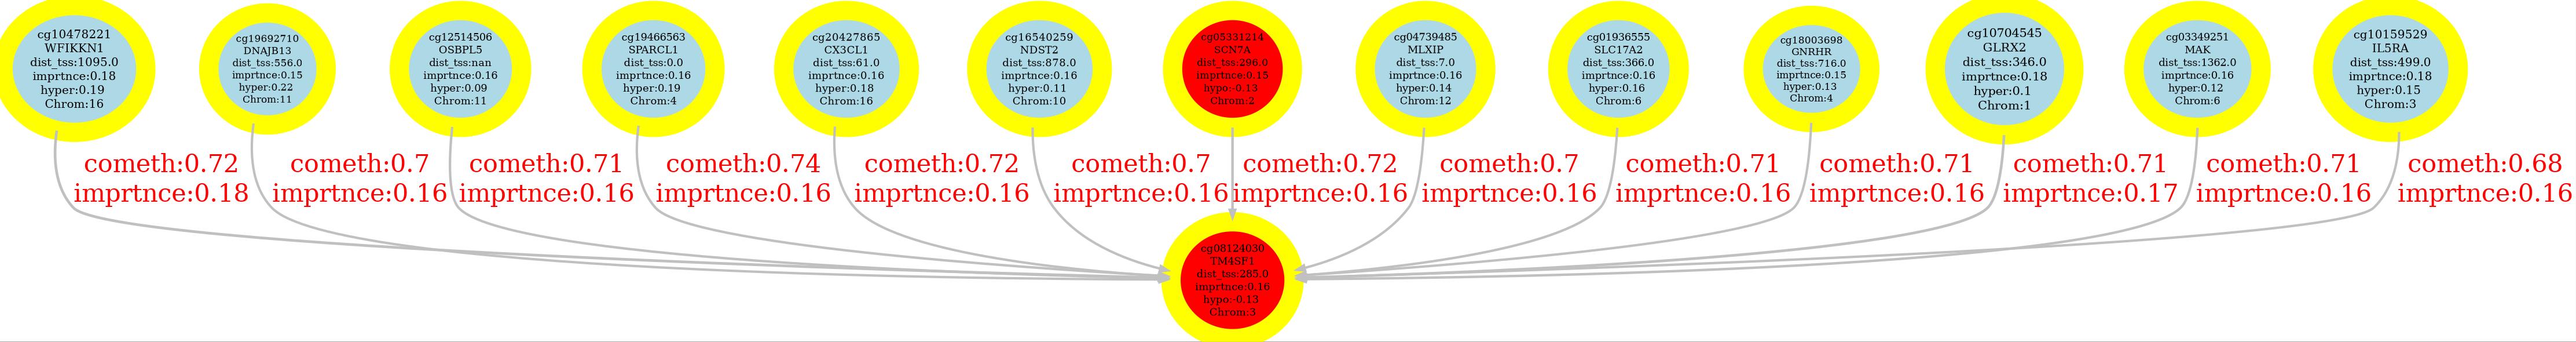 cg10478221
WFIKKN1
dist_tss:1095.0
imprtnce:0.18
hyper:0.19
Chrom:16
cg19692710
DNAJB13
dist_tss:556.0
imprtnce:0.15
hyper:0.22
Chrom:11
cg12514506
OSBPL5
dist_tss:nan
imprtnce:0.16
hyper:0.09
Chrom:11
cg19466563
SPARCL1
dist_tss:0.0
imprtnce:0.16
hyper:0.19
Chrom:4
cg20427865
CX3CL1
dist_tss:61.0
imprtnce:0.16
hyper:0.18
Chrom:16
cg16540259
NDST2
dist_tss:878.0
imprtnce:0.16
hyper:0.11
Chrom:10
cg05331214
SCN7A
dist_tss:296.0
imprtnce:0.15
hypo:-0.13
Chrom:2
cg04739485
MLXIP
dist_tss:7.0
imprtnce:0.16
hyper:0.14
Chrom:12
cg01936555
SLC17A2
dist_tss:366.0
imprtnce:0.16
hyper:0.16
Chrom:6
cg18003698
GNRHR
dist_tss:716.0
imprtnce:0.15
hyper:0.13
Chrom:4
cg10704545
GLRX2
dist_tss:346.0
imprtnce:0.18
hyper:0.1
Chrom:1
cg03349251
MAK
dist_tss:1362.0
imprtnce:0.16
hyper:0.12
Chrom:6
cg10159529
IL5RA
dist_tss:499.0
imprtnce:0.18
hyper:0.15
Chrom:3
cometh:0.72
imprtnce:0.18
cometh:0.7
imprtnce:0.16
cometh:0.71
imprtnce:0.16
cometh:0.74
imprtnce:0.16
cometh:0.72
imprtnce:0.16
cometh:0.7
imprtnce:0.16
cometh:0.72
imprtnce:0.16
cometh:0.7
imprtnce:0.16
cometh:0.71
imprtnce:0.16
cometh:0.71
imprtnce:0.16
cometh:0.71
imprtnce:0.17
cometh:0.71
imprtnce:0.16
cometh:0.68
imprtnce:0.16
cg08124030
TM4SF1
dist_tss:285.0
imprtnce:0.16
hypo:-0.13
Chrom:3